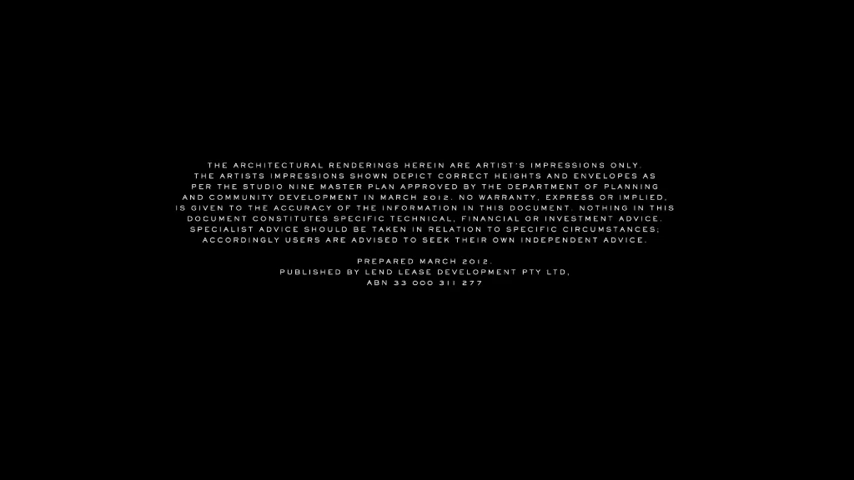 THE ARCHITECTURAL RENDERINGS HEREIN ARE ARTIST'S IMPRESSIONS ONLY.
THE ARTISTS IMPRESSIONS SHOWN DEPICT CORRECT HEIGHTS AND ENVELOPES AS
PER THE STUDIO NINE MASTER PLAN APPROVED BY THE DEPARTMENT OF PLANNING
AND COMMUNITY DEVELOPMENT IN MARCH 2012. NO WARRANTY, EXPRESS OR IMPLIED,
IS GIVEN TO THE ACCURACY OF THE INFORMATION IN THIS DOCUMENT. NOTHING IN THIS
DOCUMENT CONSTITUTES SPECIFIC TECHNICAL, FINANCIAL OR INVESTMENT ADVICE.
SPECIALIST ADVICE SHOULD BE TAKEN IN RELATION TO SPECIFIC CIRCUMSTANCES;
ACCORDINGLY USERS ARE ADVISED TO SEEK THEIR OWN INDEPENDENT ADVICE.
PREPARED MARCH 2012.
PUBLISHED BY LEND LEASE DEVELOPMENT PTY LTD,
ABN 33 000 311 277